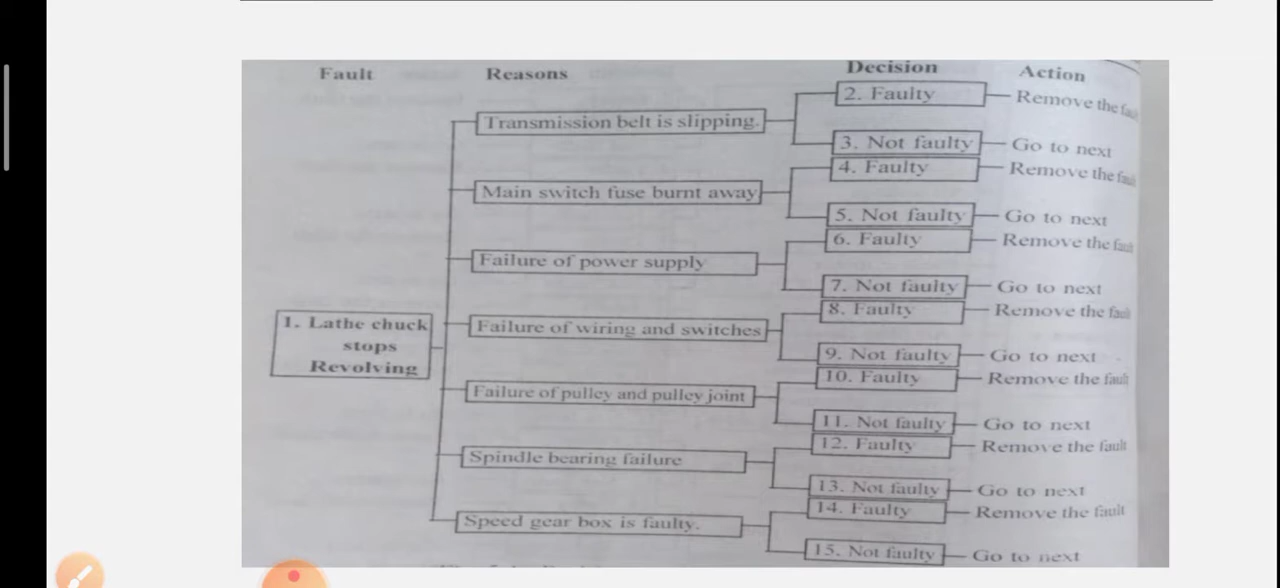 Fault Reasons Decision Action
2. Faulty Remove the fault
Transmission belt is slipping.
3. Not faulty Go to next
4. Faulty Remove the fault
Main switch fuse burnt away
5. Not faulty Go to next
6. Faulty Remove the fault
Failure of power supply
7. Not faulty Go to next
8. Faulty Remove the fault
1. Lathe chuck
stops
Revolving
Failure of wiring and switches
9. Not faulty Go to next
10. Faulty Remove the fault
Failure of pulley and pulley joint
11. Not faulty Go to next
12. Faulty Remove the fault
Spindle bearing failure
13. Not faulty Go to next
14. Faulty Remove the fault
Speed gear box is faulty.
15. Not faulty Go to next